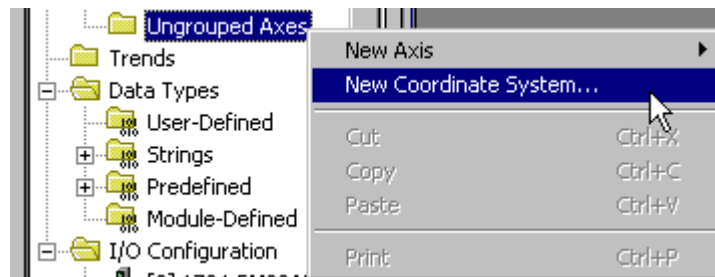 Ungrouped Axes
Trends
Data Types
User-Defined
Strings
Predefined
Module-Defined
I/O Configuration
New Axis
New Coordinate System...
Cut Ctrl+X
Copy Ctrl+C
Paste Ctrl+V
Print Ctrl+P